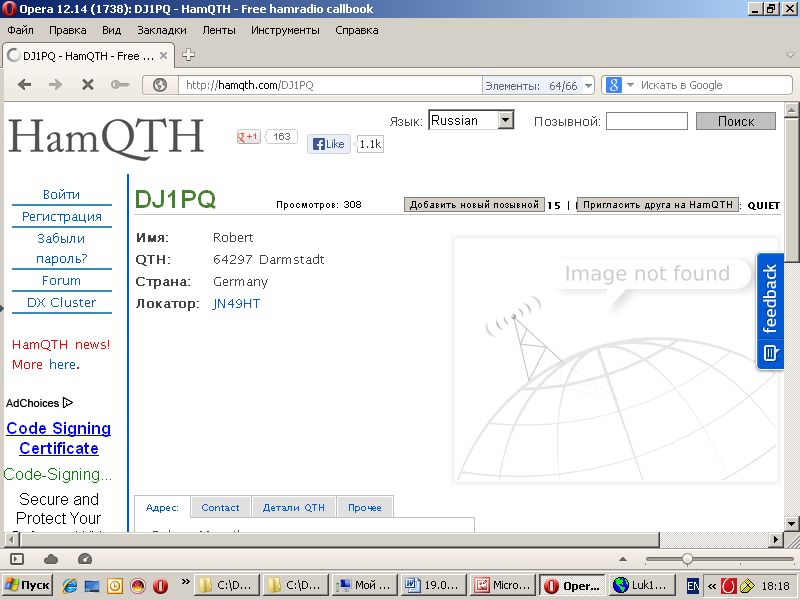 Opera 12.14 (1738): DJ1PQ - HamQTH - Free hamradio callbook
Файл Правка Вид Закладки Ленты Инструменты Справка
DJ1PQ - HamQTH - Free ...
http://hamqth.com/DJ1PQ Элементы: 64/66 Искать в Google
HamQTH
+1 163
Like 1.1k
Язык: Russian Позывной: Поиск
Войти
Регистрация
Забыли
пароль?
Forum
DX Cluster
HamQTH news!
More here.
AdChoices
Code Signing
Certificate
Code-Signing...
Secure and
Protect Your
DJ1PQ Просмотров: 308 Добавить новый позывной 15 | Пригласить друга на HamQTH : QUIET
Имя: Robert
QTH: 64297 Darmstadt
Страна: Germany
Локатор: JN49HT
Image not found
feedback
Адрес: Contact Детали QTH Прочее
Пуск » C:\D... C:\D... Мой ... 19.0... Micro... Oper... Luk1... EN « 18:18